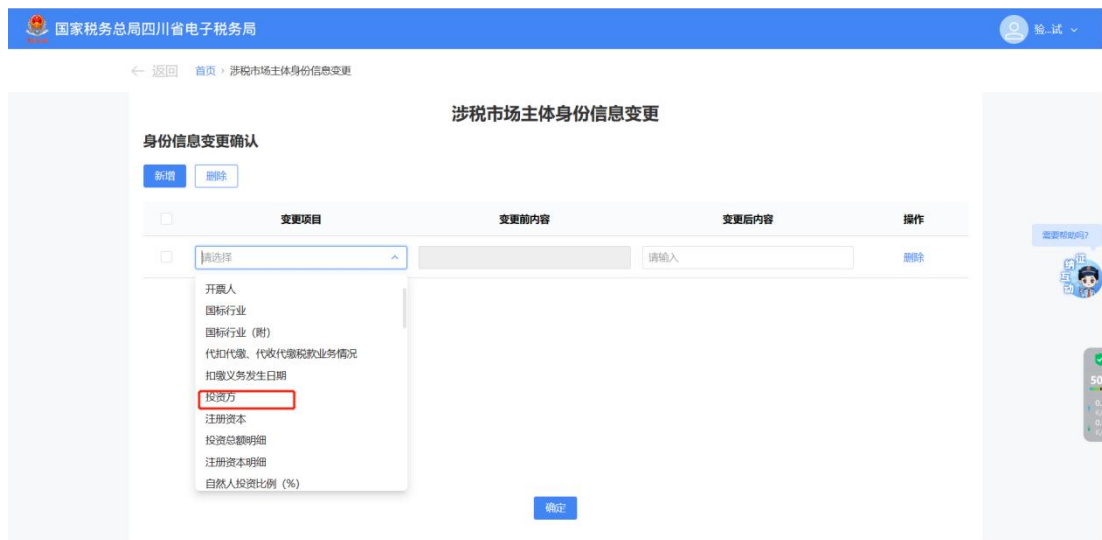 国家税务总局四川省电子税务局
验...试
← 返回 首页 › 涉税市场主体身份信息变更
涉税市场主体身份信息变更
身份信息变更确认
新增 删除
变更项目 变更前内容 变更后内容 操作
需要帮助吗?
请选择 请输入 删除
征纳互动
开票人
国标行业
国标行业（附）
代扣代缴、代收代缴税款业务情况
扣缴义务发生日期
投资方
注册资本
投资总额明细
注册资本明细
自然人投资比例（%）
50
确定